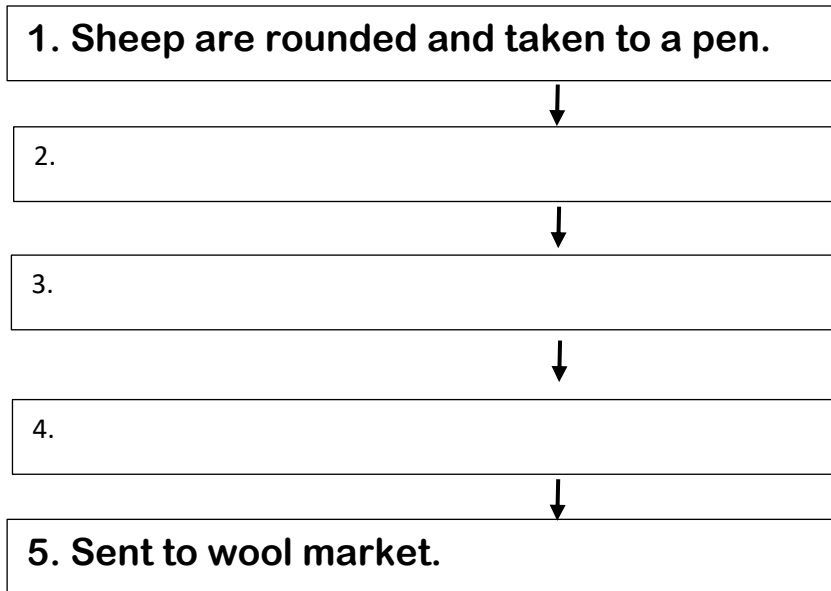 1. Sheep are rounded and taken to a pen.
2.
3.
4.
5. Sent to wool market.